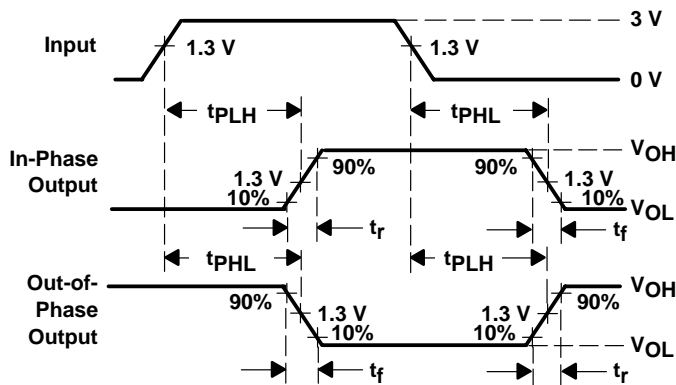 3 V
Input
1.3 V
1.3 V
0 V
tPLH
tPHL
VOH
In-Phase
Output
90%
90%
1.3 V
1.3 V
10%
10%
VOL
tr
tf
tPHL
tPLH
Out-of-
Phase
Output
VOH
90%
90%
1.3 V
1.3 V
10%
10%
VOL
tf
tr